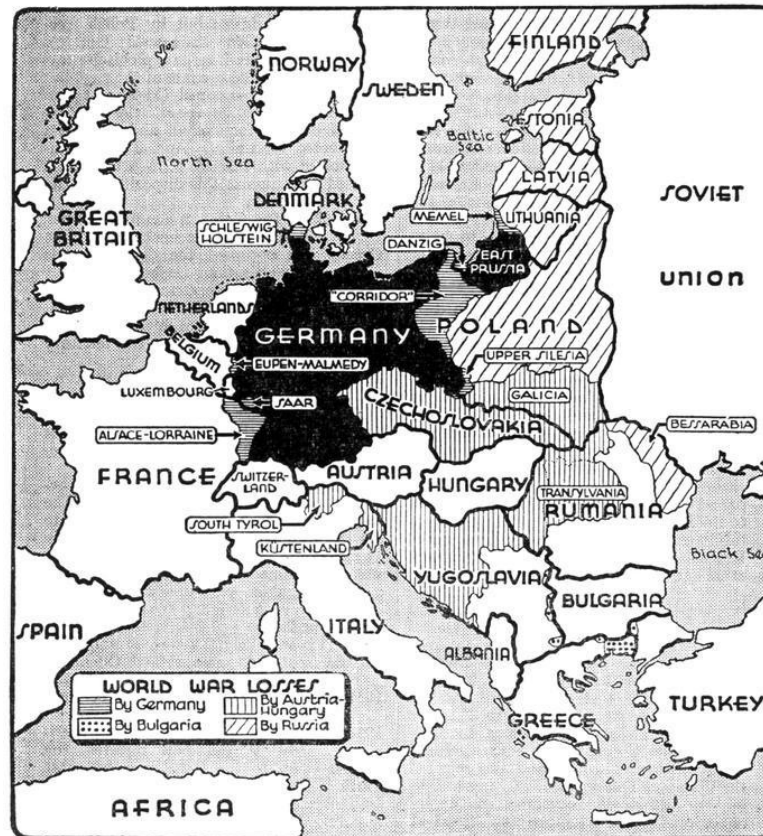 FINLAND
NORWAY
SWEDEN
ESTONIA
Baltic
Sea
North Sea
LATVIA
SOVIET
DENMARK
MEMEL
LITHUANIA
GREAT
BRITAIN
SCHLESWIG
HOLSTEIN
DANZIG
EAST
PRUSSIA
UNION
"CORRIDOR"
NETHERLANDS
GERMANY
POLAND
BELGIUM
EUPEN-MALMEDY
UPPER SILESIA
LUXEMBOURG
SAAR
GALICIA
CZECHOSLOVAKIA
BESSARABIA
ALSACE-LORRAINE
FRANCE
SWITZER-
LAND
AUSTRIA
HUNGARY
TRANSYLVANIA
RUMANIA
SOUTH TYROL
KÜSTENLAND
Black Sea
YUGOSLAVIA
BULGARIA
SPAIN
ITALY
ALBANIA
WORLD WAR LOSSES
By Germany
By Austria-
Hungary
By Bulgaria
By Russia
TURKEY
GREECE
AFRICA